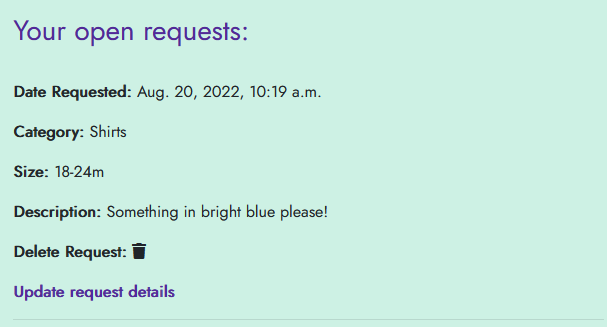 Your open requests:
Date Requested: Aug. 20, 2022, 10:19 a.m.
Category: Shirts
Size: 18-24m
Description: Something in bright blue please!
Delete Request:
Update request details